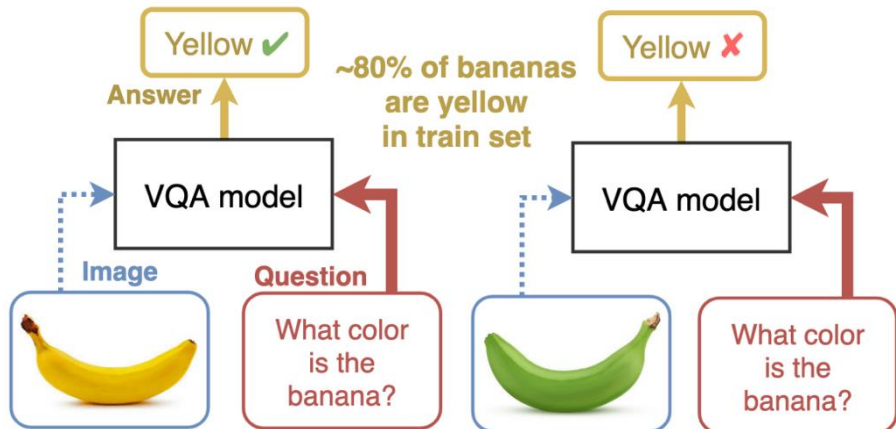 Yellow ✔
Answer
VQA model
Image
Question
What color
is the
banana?
~80% of bananas
are yellow
in train set
Yellow ✘
VQA model
What color
is the
banana?